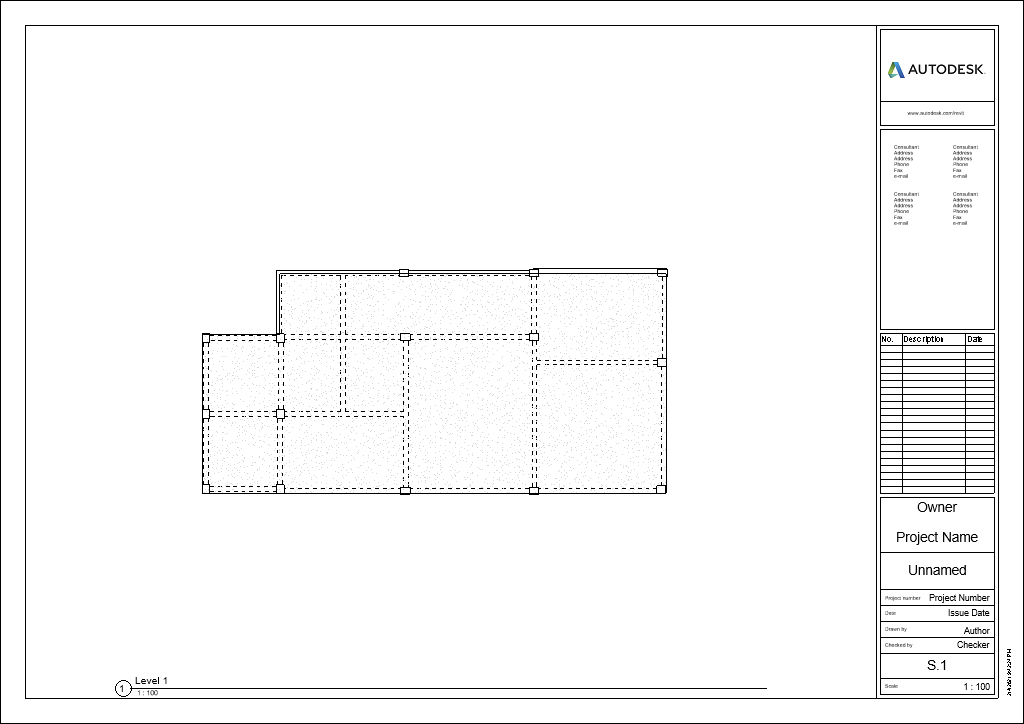 AUTODESK.
www.autodesk.com/revit
Consultant
Address
Address
Phone
Fax
e-mail
Consultant
Address
Address
Phone
Fax
e-mail
Consultant
Address
Address
Phone
Fax
e-mail
Consultant
Address
Address
Phone
Fax
e-mail
No. Description Date
Owner
Project Name
Unnamed
Project number Project Number
Date Issue Date
Drawn by Author
Checked by Checker
S.1
Scale 1 : 100
1 Level 1
1 : 100